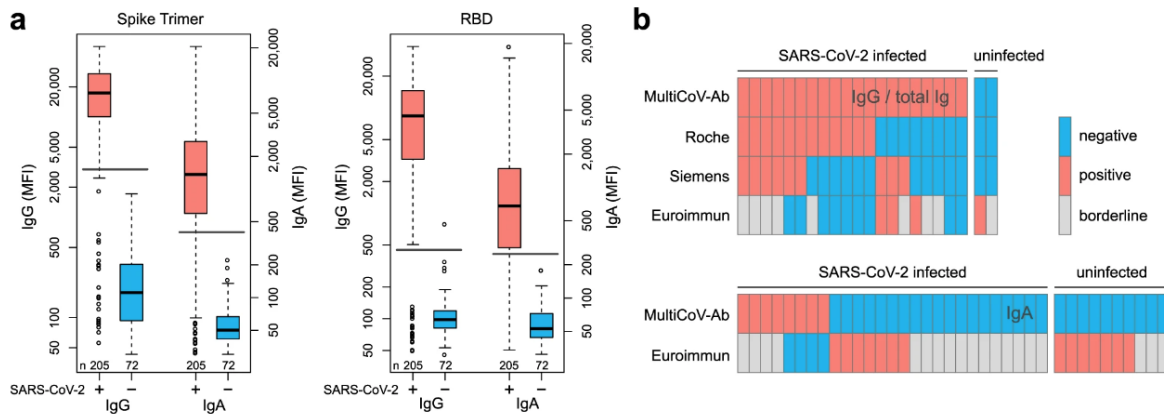 a
Spike Trimer
RBD
20,000
5,000
2,000
500
200
100
50
IgG (MFI)
20,000
5,000
2,000
500
200
100
50
IgA (MFI)
20,000
5,000
2,000
500
200
100
50
IgG (MFI)
20,000
5,000
2,000
500
200
100
50
IgA (MFI)
n 205 72 205 72
n 205 72 205 72
SARS-CoV-2 + − + −
+ − + −
IgG IgA
IgG IgA
b
SARS-CoV-2 infected uninfected
MultiCoV-Ab
IgG / total Ig
Roche
Siemens
Euroimmun
negative
positive
borderline
SARS-CoV-2 infected uninfected
MultiCoV-Ab
IgA
Euroimmun